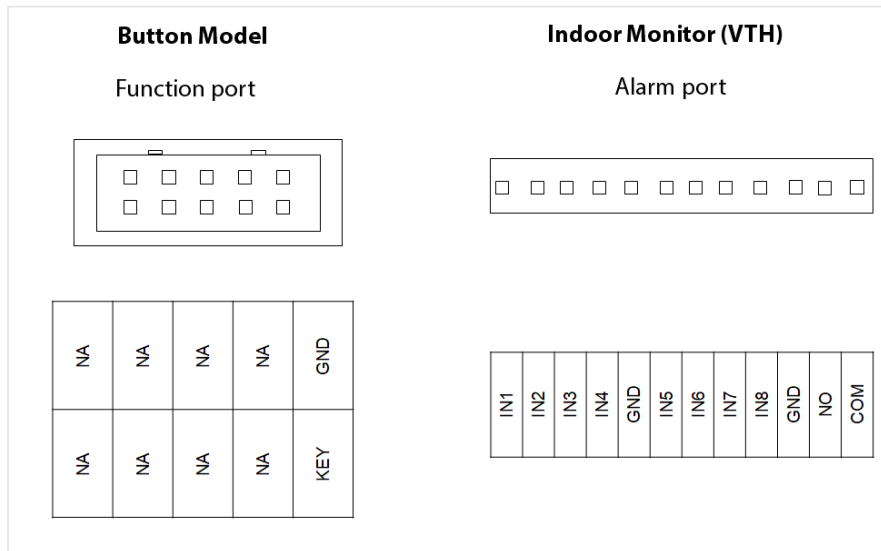 Button Model
Function port
NA NA NA NA GND
NA NA NA NA KEY
Indoor Monitor (VTH)
Alarm port
IN1 IN2 IN3 IN4 GND IN5 IN6 IN7 IN8 GND NO COM